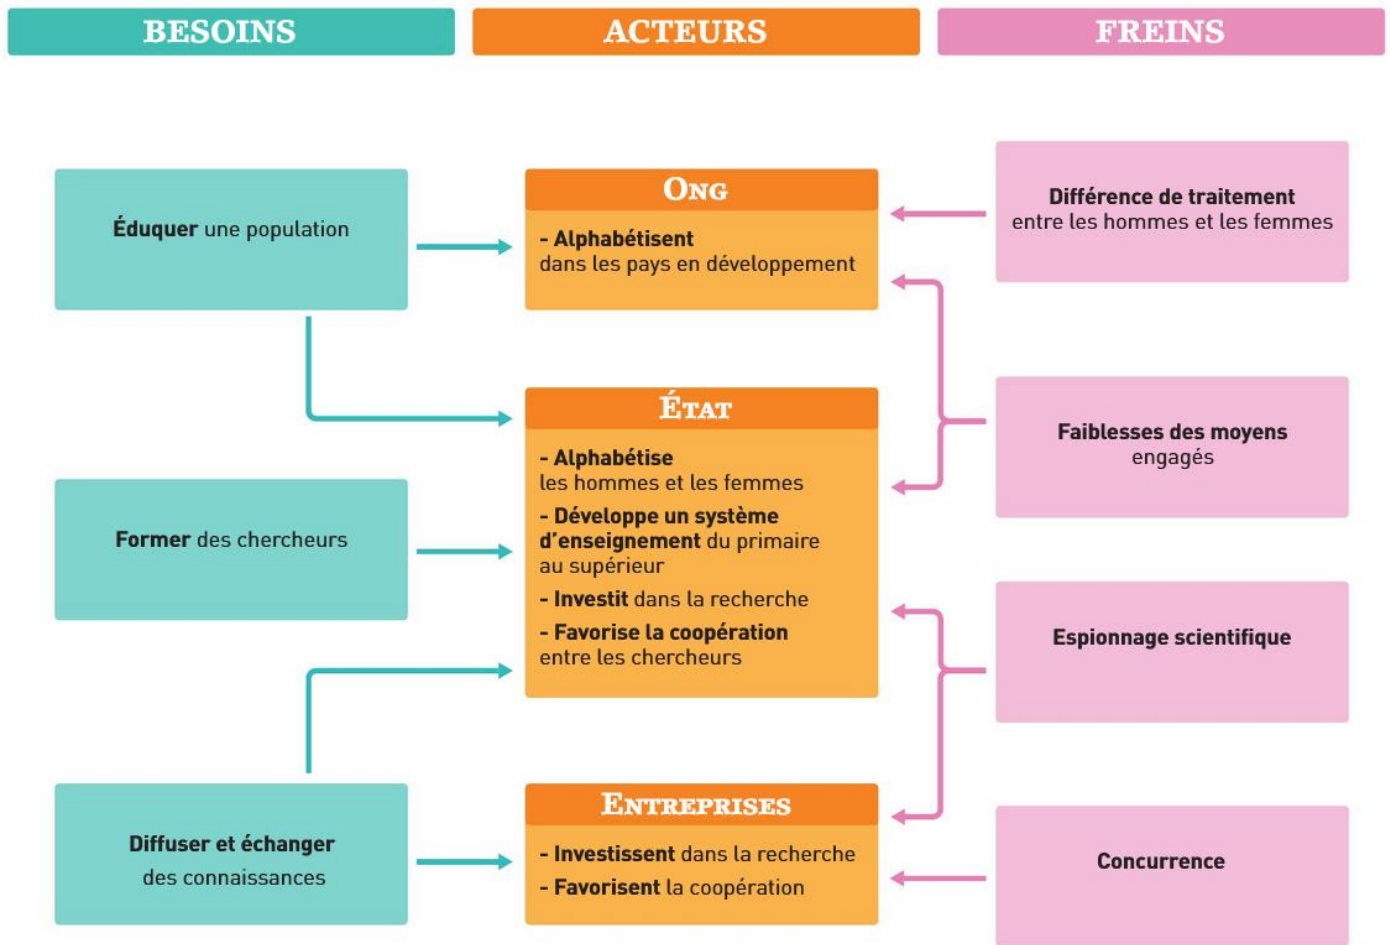 BESOINS
ACTEURS
FREINS
Éduquer une population
Former des chercheurs
Diffuser et échanger
des connaissances
ONG
- Alphabétisent
dans les pays en développement
ÉTAT
- Alphabétise
les hommes et les femmes
- Développe un système
d’enseignement du primaire
au supérieur
- Investit dans la recherche
- Favorise la coopération
entre les chercheurs
ENTREPRISES
- Investissent dans la recherche
- Favorisent la coopération
Différence de traitement
entre les hommes et les femmes
Faiblesses des moyens
engagés
Espionnage scientifique
Concurrence